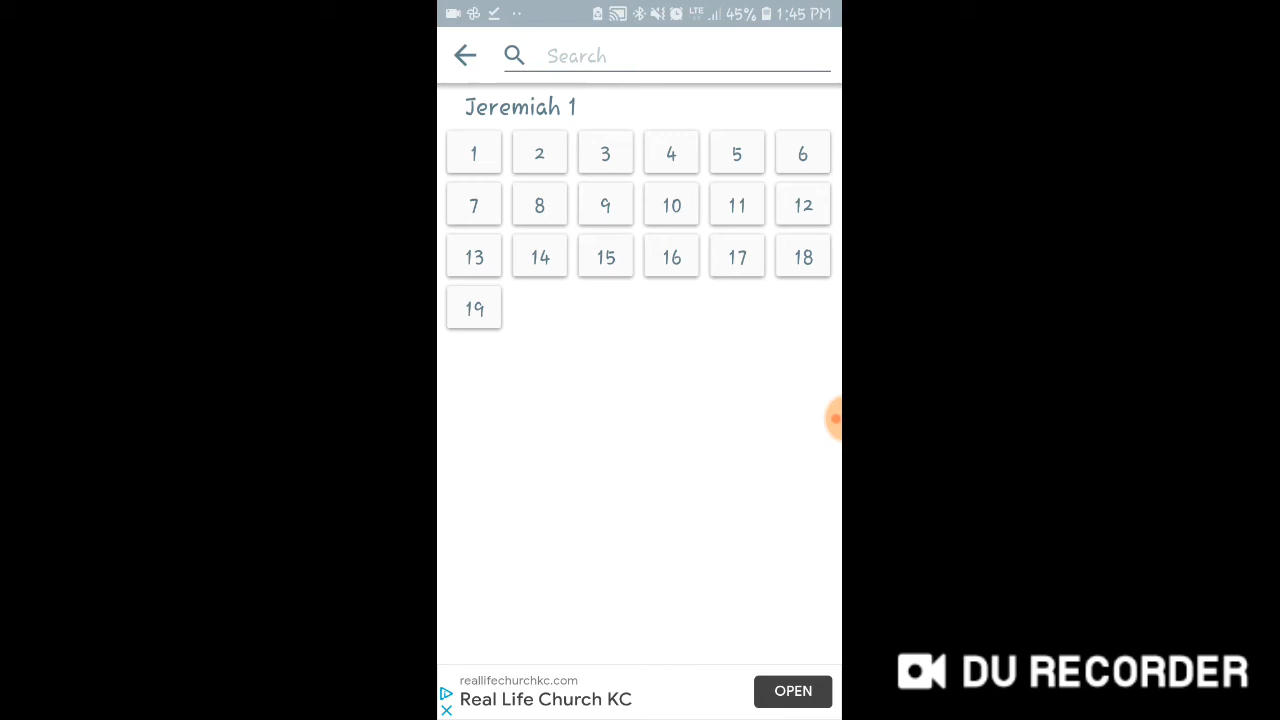 45% 1:45 PM
LTE
Search
Jeremiah 1
1 2 3 4 5 6
7 8 9 10 11 12
13 14 15 16 17 18
19
reallifechurchkc.com
Real Life Church KC
OPEN
DU RECORDER